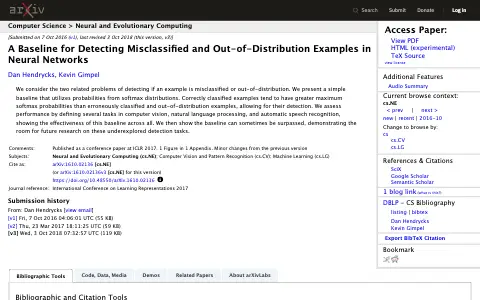 arXiv
Search
Submit
Donate
Log in
Computer Science > Neural and Evolutionary Computing
[Submitted on 7 Oct 2016 (v1), last revised 3 Oct 2018 (this version, v3)]
A Baseline for Detecting Misclassified and Out-of-Distribution Examples in
Neural Networks
Dan Hendrycks, Kevin Gimpel
We consider the two related problems of detecting if an example is misclassified or out-of-distribution. We present a simple
baseline that utilizes probabilities from softmax distributions. Correctly classified examples tend to have greater maximum
softmax probabilities than erroneously classified and out-of-distribution examples, allowing for their detection. We assess
performance by defining several tasks in computer vision, natural language processing, and automatic speech recognition,
showing the effectiveness of this baseline across all. We then show the baseline can sometimes be surpassed, demonstrating the
room for future research on these underexplored detection tasks.
Comments: Published as a conference paper at ICLR 2017. 1 Figure in 1 Appendix. Minor changes from the previous version
Subjects: Neural and Evolutionary Computing (cs.NE); Computer Vision and Pattern Recognition (cs.CV); Machine Learning (cs.LG)
Cite as: arXiv:1610.02136 [cs.NE]
(or arXiv:1610.02136v3 [cs.NE] for this version)
https://doi.org/10.48550/arXiv.1610.02136
Journal reference: International Conference on Learning Representations 2017
Submission history
From: Dan Hendrycks [view email]
[v1] Fri, 7 Oct 2016 04:06:01 UTC (55 KB)
[v2] Thu, 23 Mar 2017 18:11:25 UTC (59 KB)
[v3] Wed, 3 Oct 2018 07:32:57 UTC (119 KB)
Bibliographic Tools
Code, Data, Media
Demos
Related Papers
About arXivLabs
Bibliographic and Citation Tools
Access Paper:
View PDF
HTML (experimental)
TeX Source
view license
Additional Features
Audio Summary
Current browse context:
cs.NE
< prev | next >
new | recent | 2016-10
Change to browse by:
cs
cs.CV
cs.LG
References & Citations
SciX
Google Scholar
Semantic Scholar
1 blog link (what is this?)
DBLP - CS Bibliography
listing | bibtex
Dan Hendrycks
Kevin Gimpel
Export BibTeX Citation
Bookmark